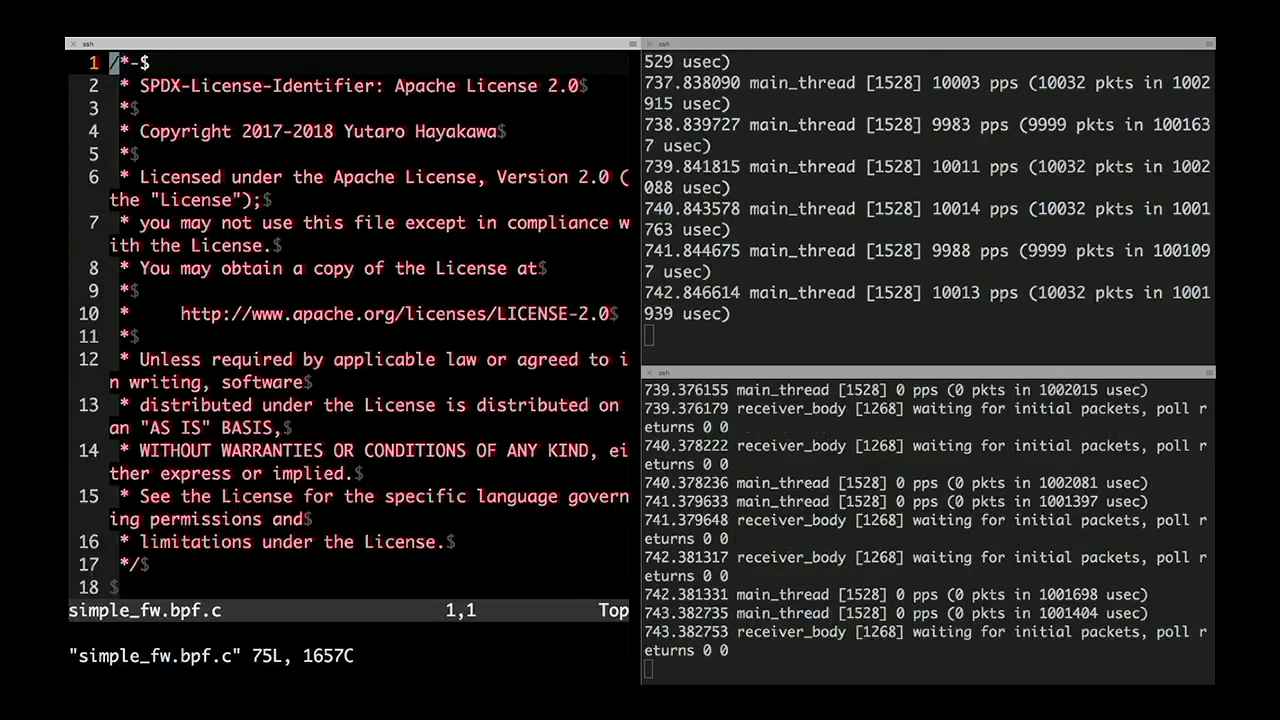 ssh
1 /*-$
2 * SPDX-License-Identifier: Apache License 2.0$
3 *$
4 * Copyright 2017-2018 Yutaro Hayakawa$
5 *$
6 * Licensed under the Apache License, Version 2.0 (
the "License");$
7 * you may not use this file except in compliance w
ith the License.$
8 * You may obtain a copy of the License at$
9 *$
10 * http://www.apache.org/licenses/LICENSE-2.0$
11 *$
12 * Unless required by applicable law or agreed to i
n writing, software$
13 * distributed under the License is distributed on
an "AS IS" BASIS,$
14 * WITHOUT WARRANTIES OR CONDITIONS OF ANY KIND, ei
ther express or implied.$
15 * See the License for the specific language govern
ing permissions and$
16 * limitations under the License.$
17 */$
18 $
simple_fw.bpf.c 1,1 Top
"simple_fw.bpf.c" 75L, 1657C
ssh
529 usec)
737.838090 main_thread [1528] 10003 pps (10032 pkts in 1002
915 usec)
738.839727 main_thread [1528] 9983 pps (9999 pkts in 100163
7 usec)
739.841815 main_thread [1528] 10011 pps (10032 pkts in 1002
088 usec)
740.843578 main_thread [1528] 10014 pps (10032 pkts in 1001
763 usec)
741.844675 main_thread [1528] 9988 pps (9999 pkts in 100109
7 usec)
742.846614 main_thread [1528] 10013 pps (10032 pkts in 1001
939 usec)
ssh
739.376155 main_thread [1528] 0 pps (0 pkts in 1002015 usec)
739.376179 receiver_body [1268] waiting for initial packets, poll r
eturns 0 0
740.378222 receiver_body [1268] waiting for initial packets, poll r
eturns 0 0
740.378236 main_thread [1528] 0 pps (0 pkts in 1002081 usec)
741.379633 main_thread [1528] 0 pps (0 pkts in 1001397 usec)
741.379648 receiver_body [1268] waiting for initial packets, poll r
eturns 0 0
742.381317 receiver_body [1268] waiting for initial packets, poll r
eturns 0 0
742.381331 main_thread [1528] 0 pps (0 pkts in 1001698 usec)
743.382735 main_thread [1528] 0 pps (0 pkts in 1001404 usec)
743.382753 receiver_body [1268] waiting for initial packets, poll r
eturns 0 0